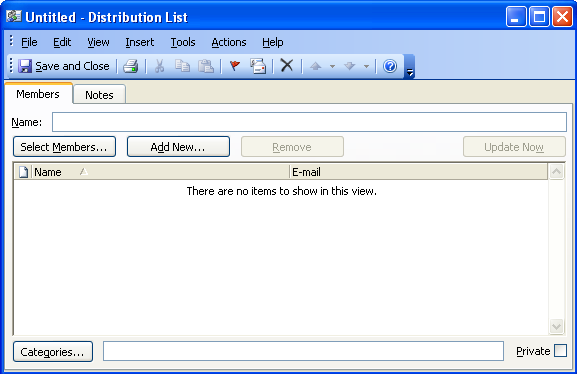 Untitled - Distribution List
File Edit View Insert Tools Actions Help
Save and Close
Members Notes
Name:
Select Members... Add New... Remove Update Now
Name E-mail
There are no items to show in this view.
Categories... Private